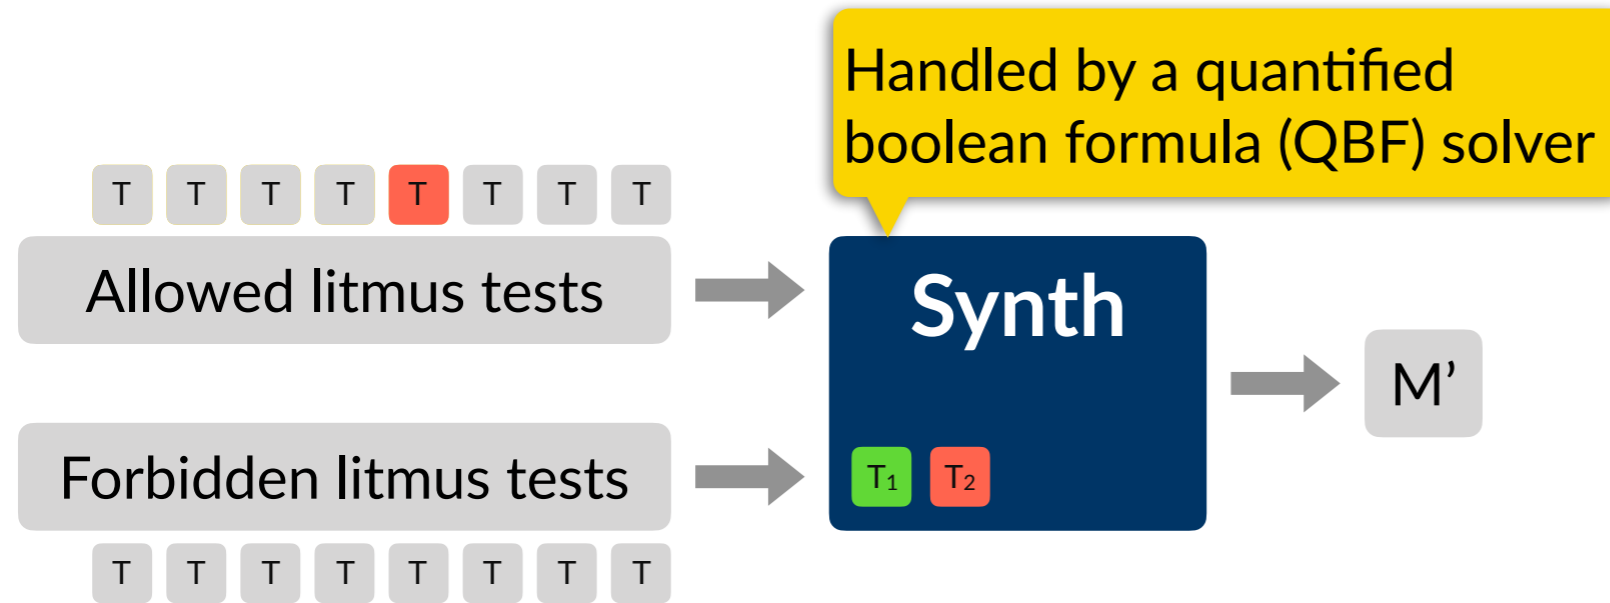 Handled by a quantified
boolean formula (QBF) solver
T T T T T T T T
Allowed litmus tests
Synth
M’
Forbidden litmus tests
T1 T2
T T T T T T T T